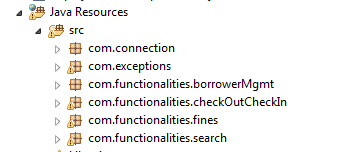 Java Resources
src
com.connection
com.exceptions
com.functionalities.borrowerMgmt
com.functionalities.checkOutCheckIn
com.functionalities.fines
com.functionalities.search